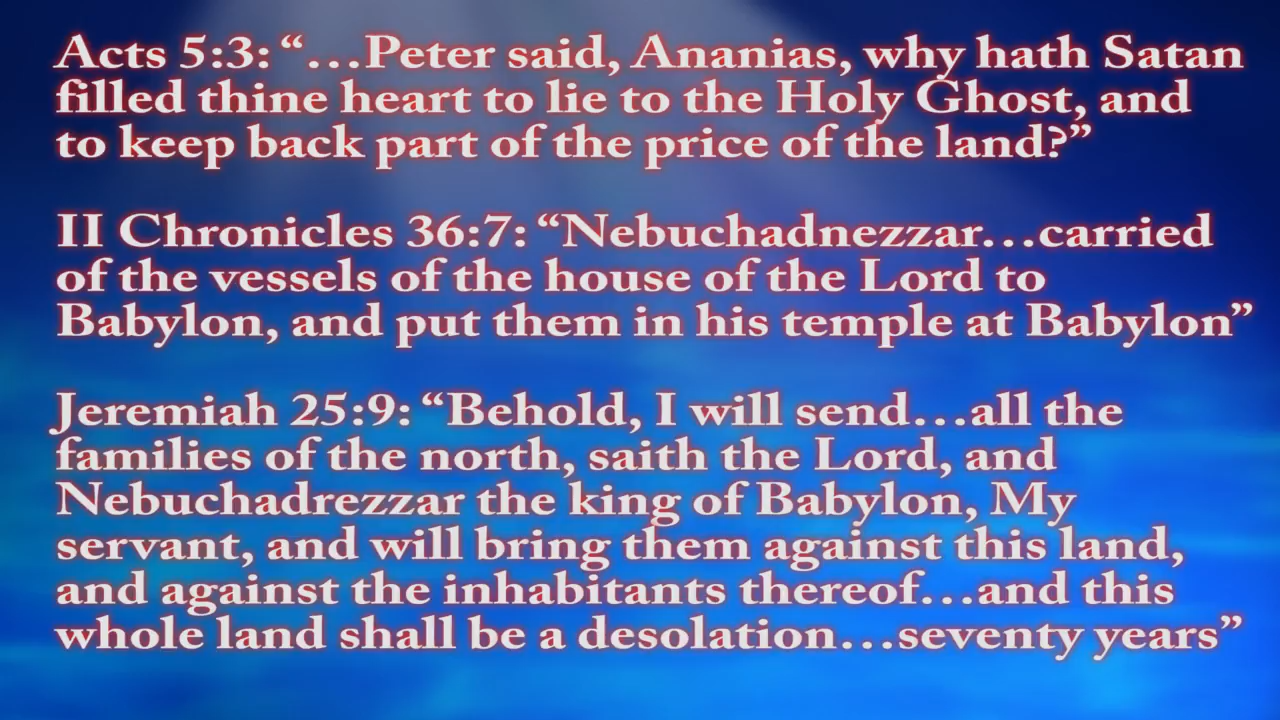 Acts 5:3: “…Peter said, Ananias, why hath Satan
filled thine heart to lie to the Holy Ghost, and
to keep back part of the price of the land?”
II Chronicles 36:7: “Nebuchadnezzar…carried
of the vessels of the house of the Lord to
Babylon, and put them in his temple at Babylon”
Jeremiah 25:9: “Behold, I will send…all the
families of the north, saith the Lord, and
Nebuchadrezzar the king of Babylon, My
servant, and will bring them against this land,
and against the inhabitants thereof…and this
whole land shall be a desolation…seventy years”